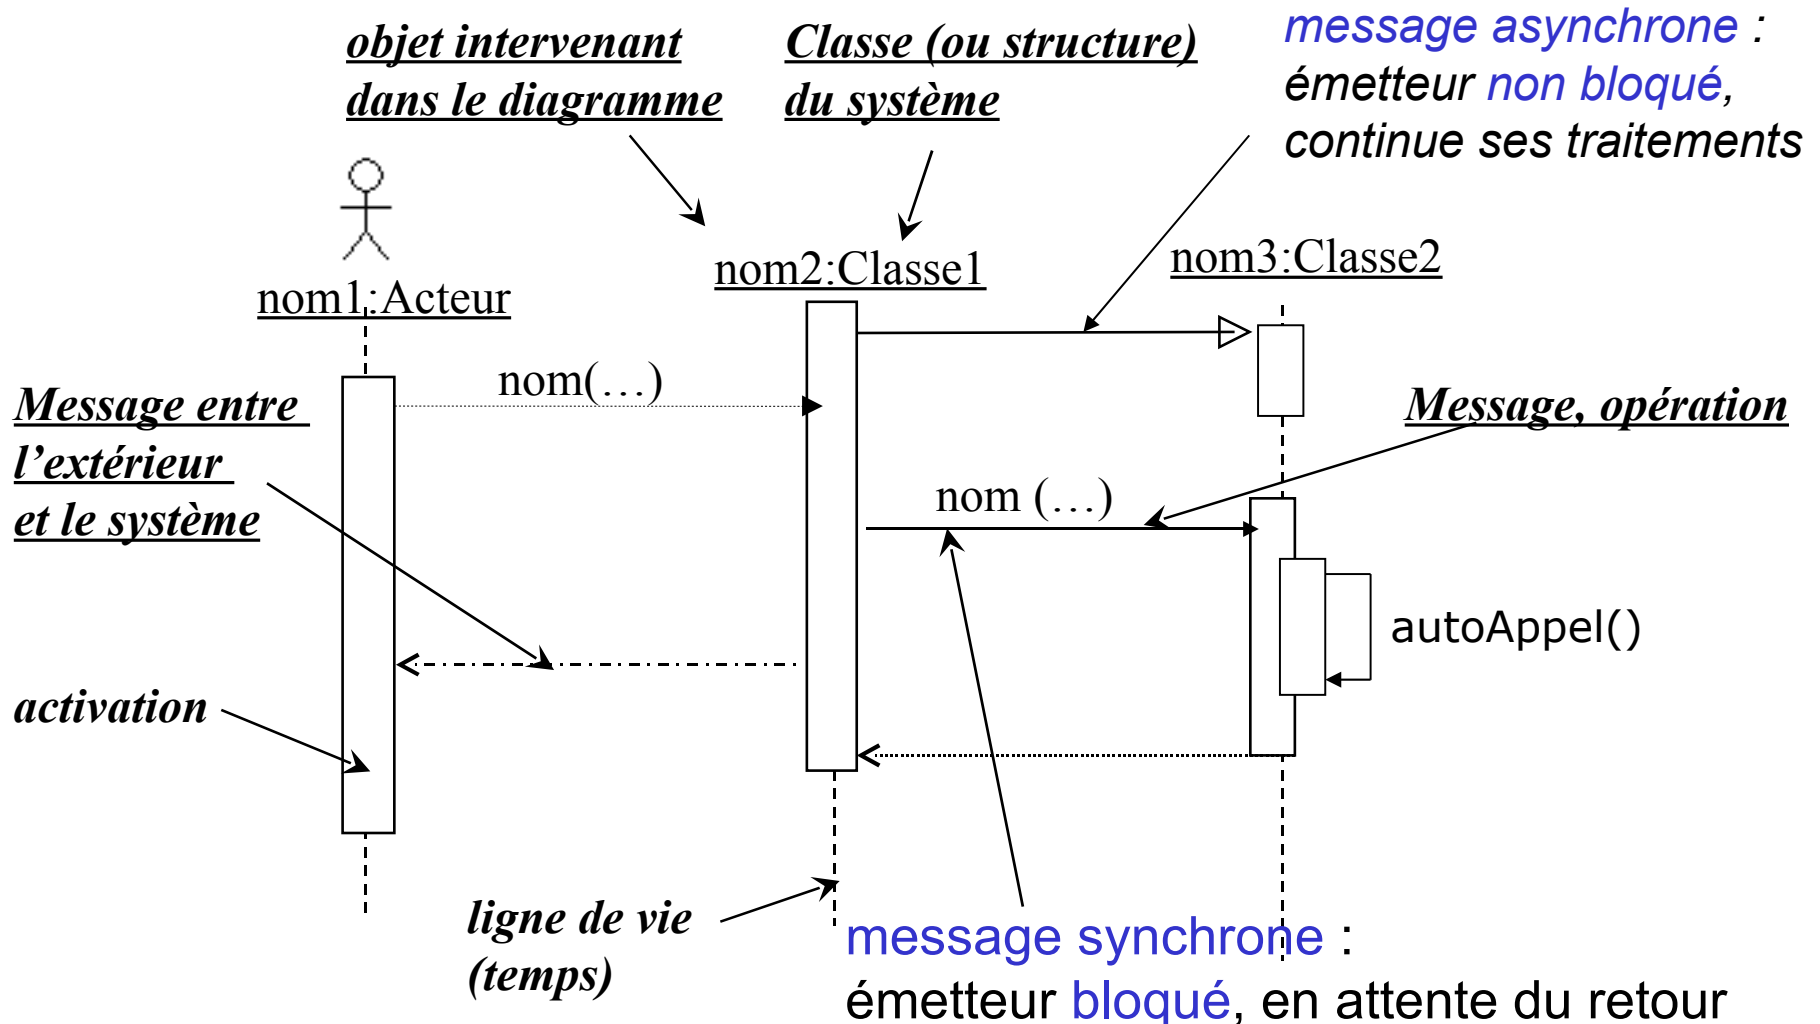 objet intervenant
dans le diagramme
Classe (ou structure)
du système
message asynchrone :
émetteur non bloqué,
continue ses traitements
nom1:Acteur
nom2:Classe1
nom3:Classe2
nom(…)
Message entre
l’extérieur
et le système
Message, opération
nom (…)
autoAppel()
activation
ligne de vie
(temps)
message synchrone :
émetteur bloqué, en attente du retour